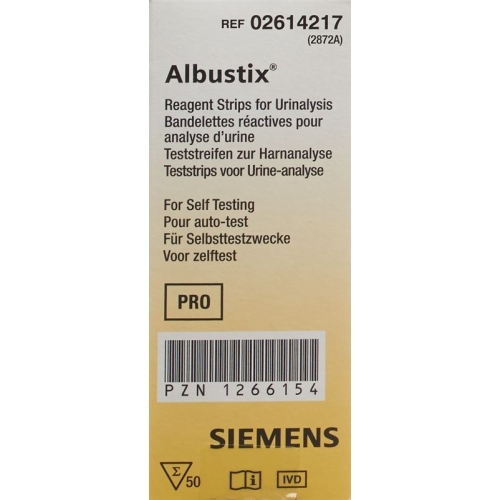 REF 02614217
(2872A)
Albustix®
Reagent Strips for Urinalysis
Bandelettes réactives pour
analyse d'urine
Teststreifen zur Harnanalyse
Teststrips voor Urine-analyse
For Self Testing
Pour auto-test
Für Selbsttestzwecke
Voor zelftest
PRO
PZN 1266154
SIEMENS
Σ 50
i
IVD